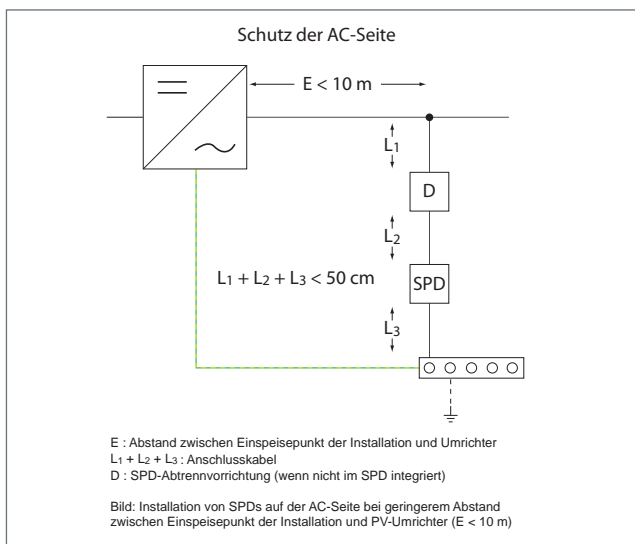 Schutz der AC-Seite
E < 10 m
L1
D
L2
L1 + L2 + L3 < 50 cm
SPD
L3
E : Abstand zwischen Einspeisepunkt der Installation und Umrichter
L1 + L2 + L3 : Anschlusskabel
D : SPD-Abtrennvorrichtung (wenn nicht im SPD integriert)
Bild: Installation von SPDs auf der AC-Seite bei geringerem Abstand
zwischen Einspeisepunkt der Installation und PV-Umrichter (E < 10 m)